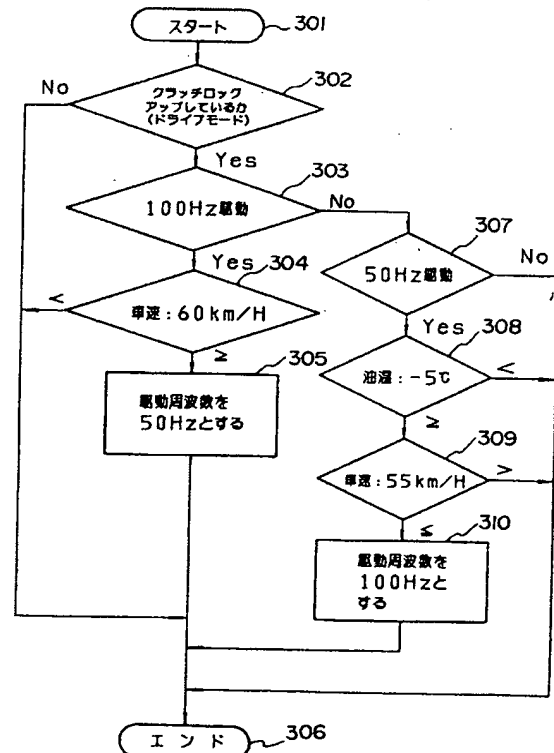 スタート
301
302
No
クラッチロック
アップしているか
(ドライブモード)
Yes
303
100Hz駆動
No
307
Yes
304
50Hz駆動
No
<
車速:60km/H
Yes
308
≥
305
油温:-5℃
<
駆動周波数を
50Hzとする
≥
309
車速:55km/H
>
≤
310
駆動周波数を
100Hzと
する
エンド
306